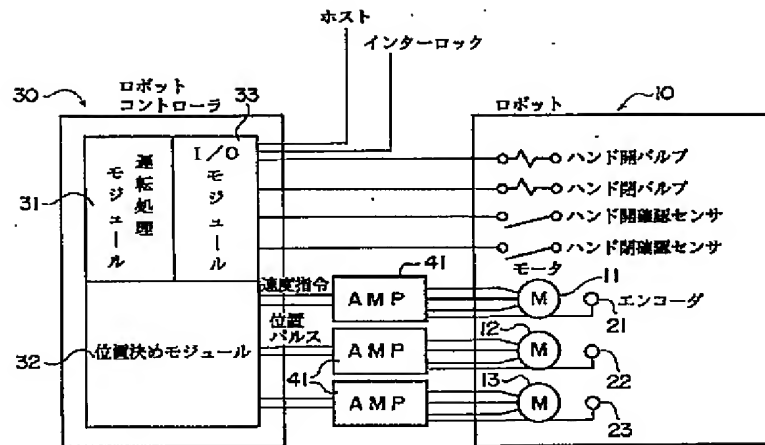 ホスト
インターロック
ロボット
コントローラ
30
33
ロボット
10
I/O
モジュール
運転処理
モジュール
31
ハンド開バルブ
ハンド閉バルブ
ハンド開確認センサ
ハンド閉確認センサ
モータ
11
41
速度指令
AMP
M
エンコーダ
21
位置
パルス
12
32
位置決めモジュール
AMP
M
22
41
13
AMP
M
23